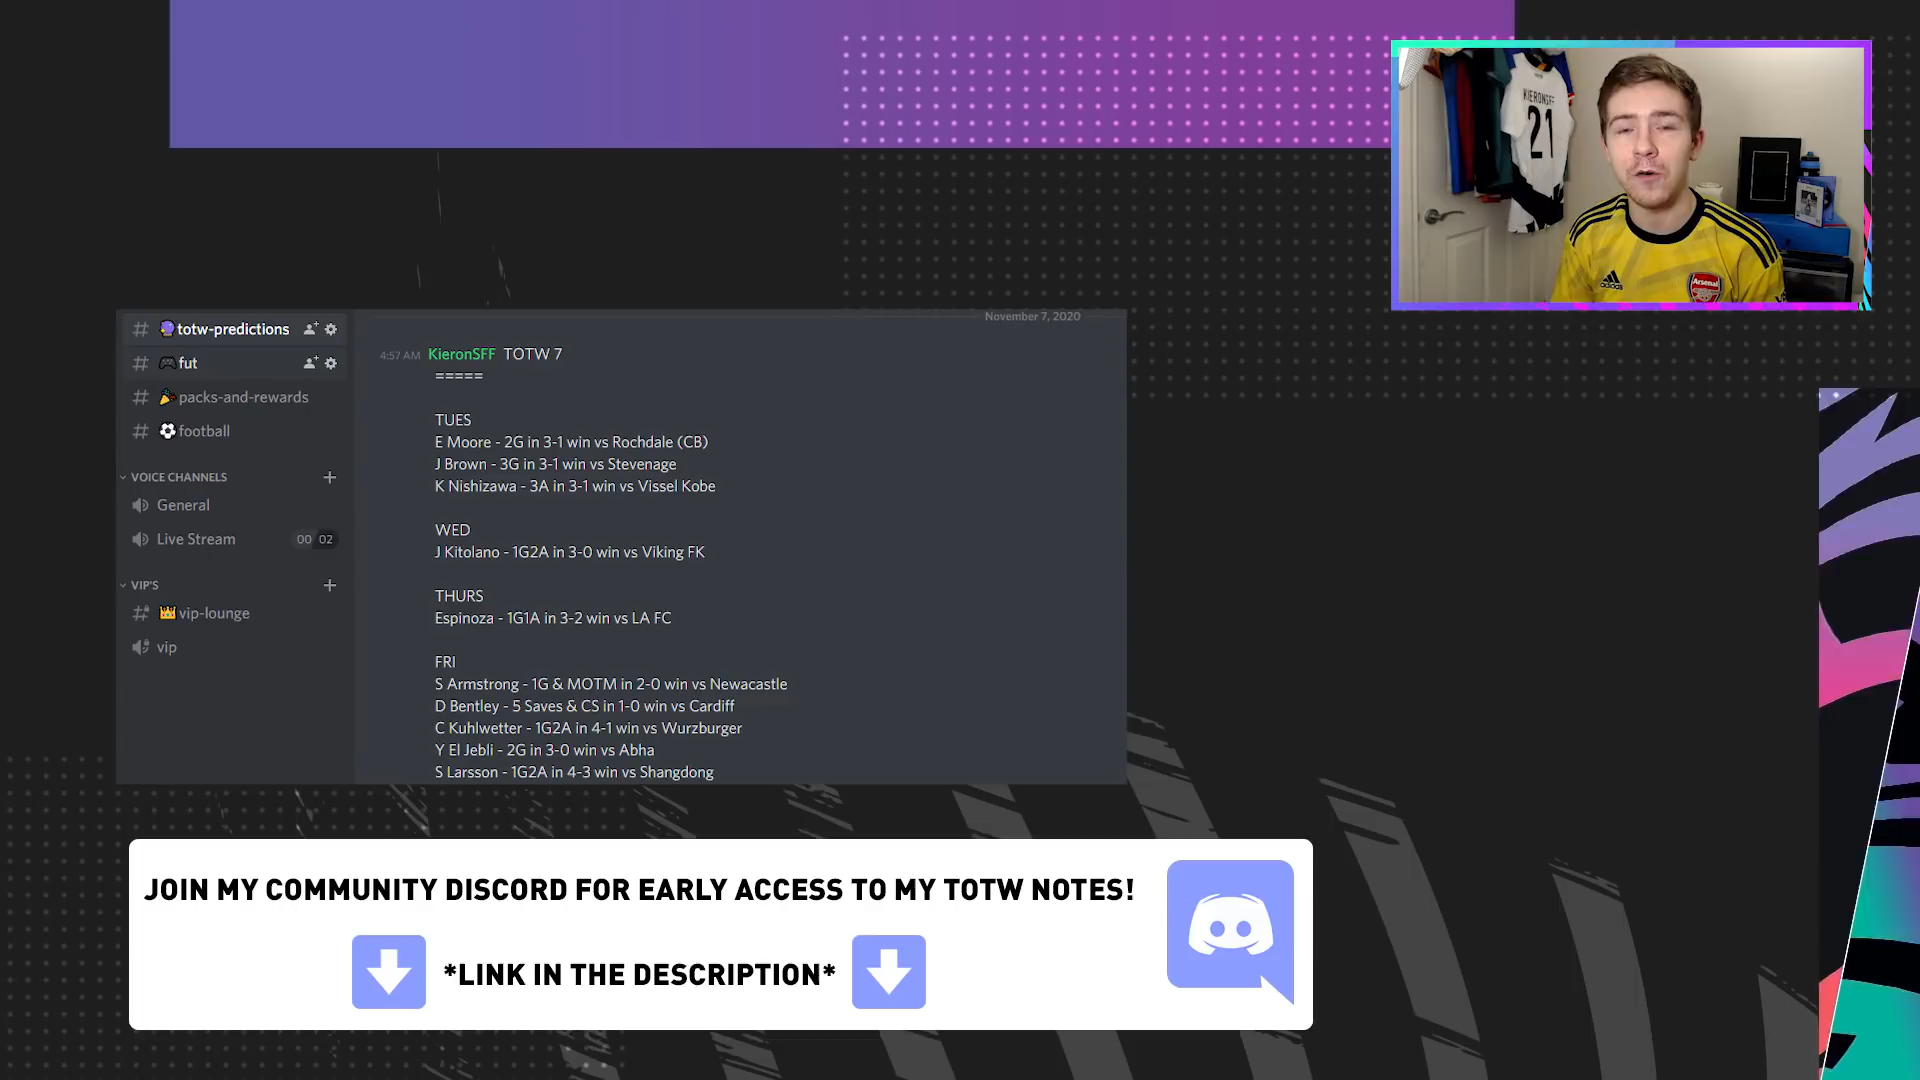 KIERONSFF
21
Arsenal
adidas
totw-predictions
fut
packs-and-rewards
football
VOICE CHANNELS
General
Live Stream 00 02
VIP'S
vip-lounge
vip
November 7, 2020
4:57 AM KieronSFF TOTW 7
=====
TUES
E Moore - 2G in 3-1 win vs Rochdale (CB)
J Brown - 3G in 3-1 win vs Stevenage
K Nishizawa - 3A in 3-1 win vs Vissel Kobe
WED
J Kitolano - 1G2A in 3-0 win vs Viking FK
THURS
Espinoza - 1G1A in 3-2 win vs LA FC
FRI
S Armstrong - 1G & MOTM in 2-0 win vs Newacastle
D Bentley - 5 Saves & CS in 1-0 win vs Cardiff
C Kuhlwetter - 1G2A in 4-1 win vs Wurzburger
Y El Jebli - 2G in 3-0 win vs Abha
S Larsson - 1G2A in 4-3 win vs Shangdong
JOIN MY COMMUNITY DISCORD FOR EARLY ACCESS TO MY TOTW NOTES!
*LINK IN THE DESCRIPTION*